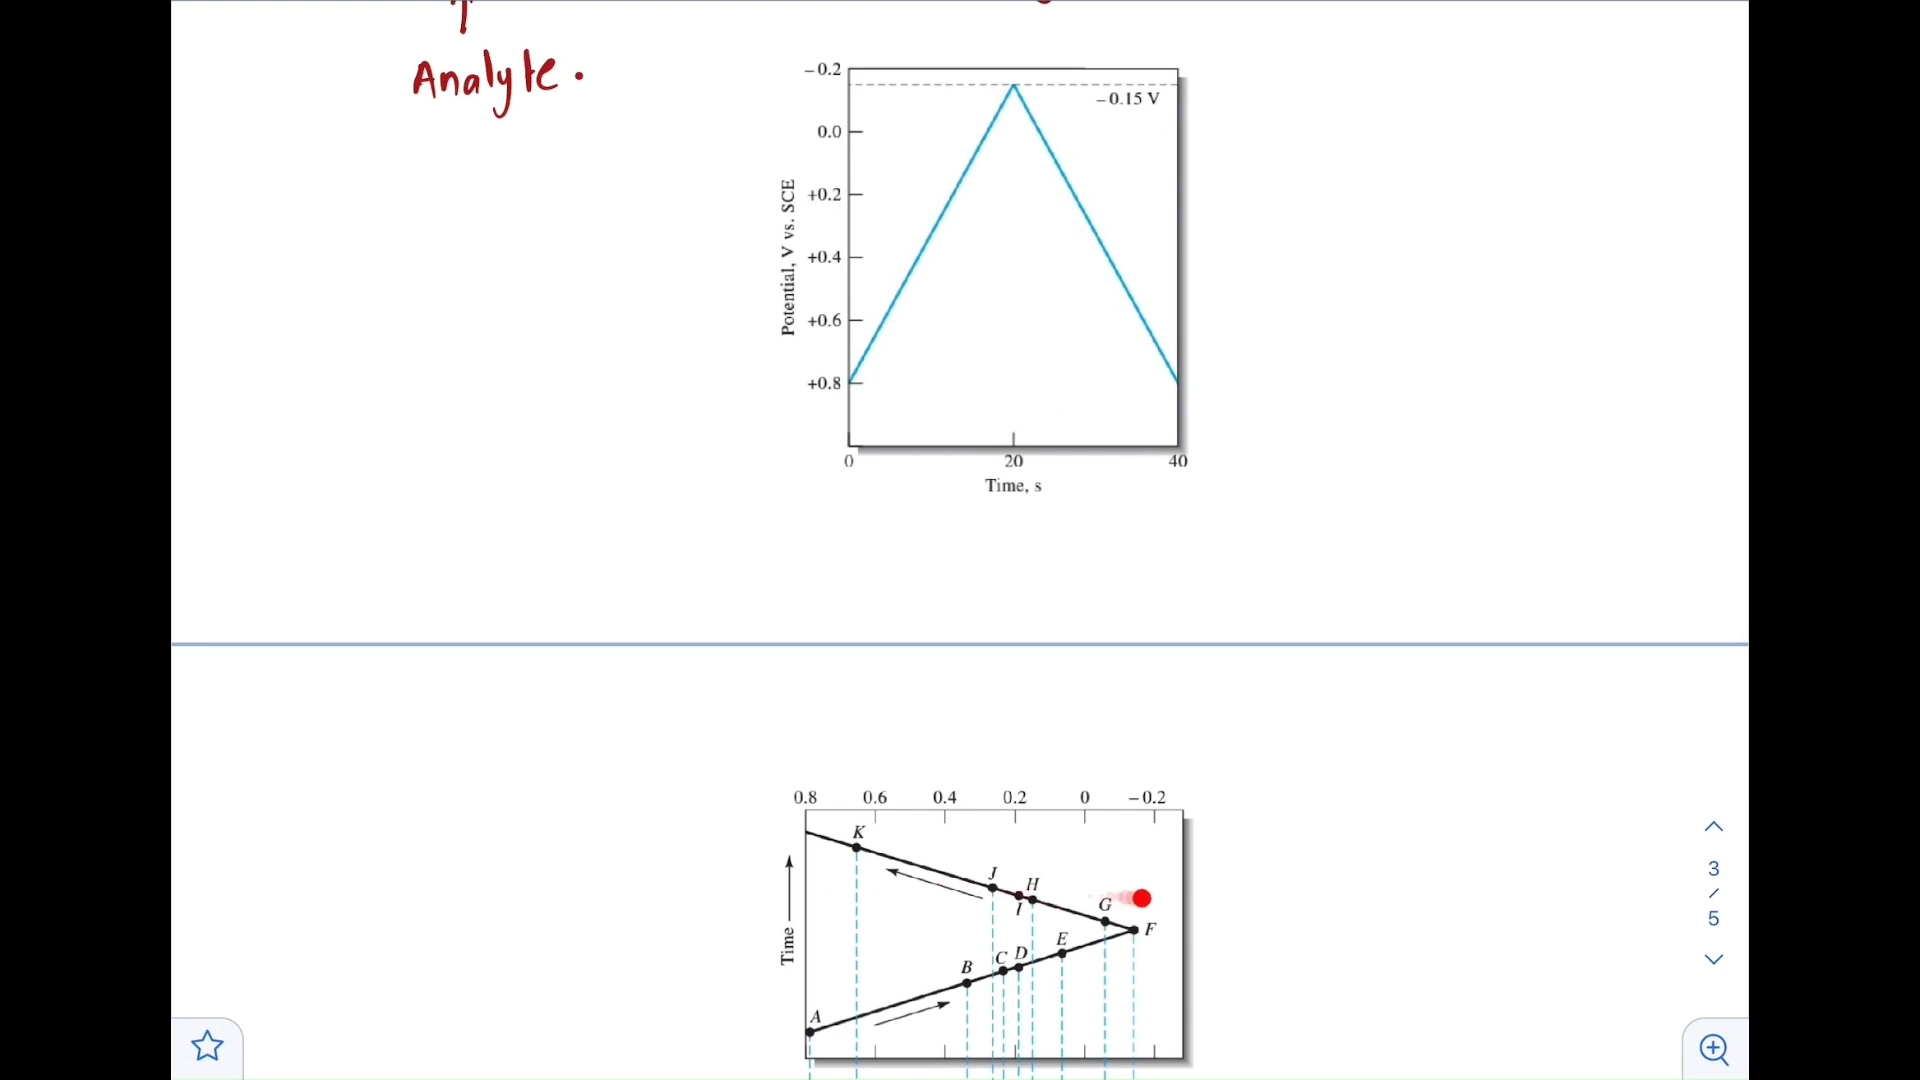 Analyte.
−0.2
−0.15 V
0.0
+0.2
+0.4
+0.6
+0.8
Potential, V vs. SCE
0 20 40
Time, s
0.8 0.6 0.4 0.2 0 −0.2
K
J
H
I
G
F
E
D
C
B
A
Time
3
/
5